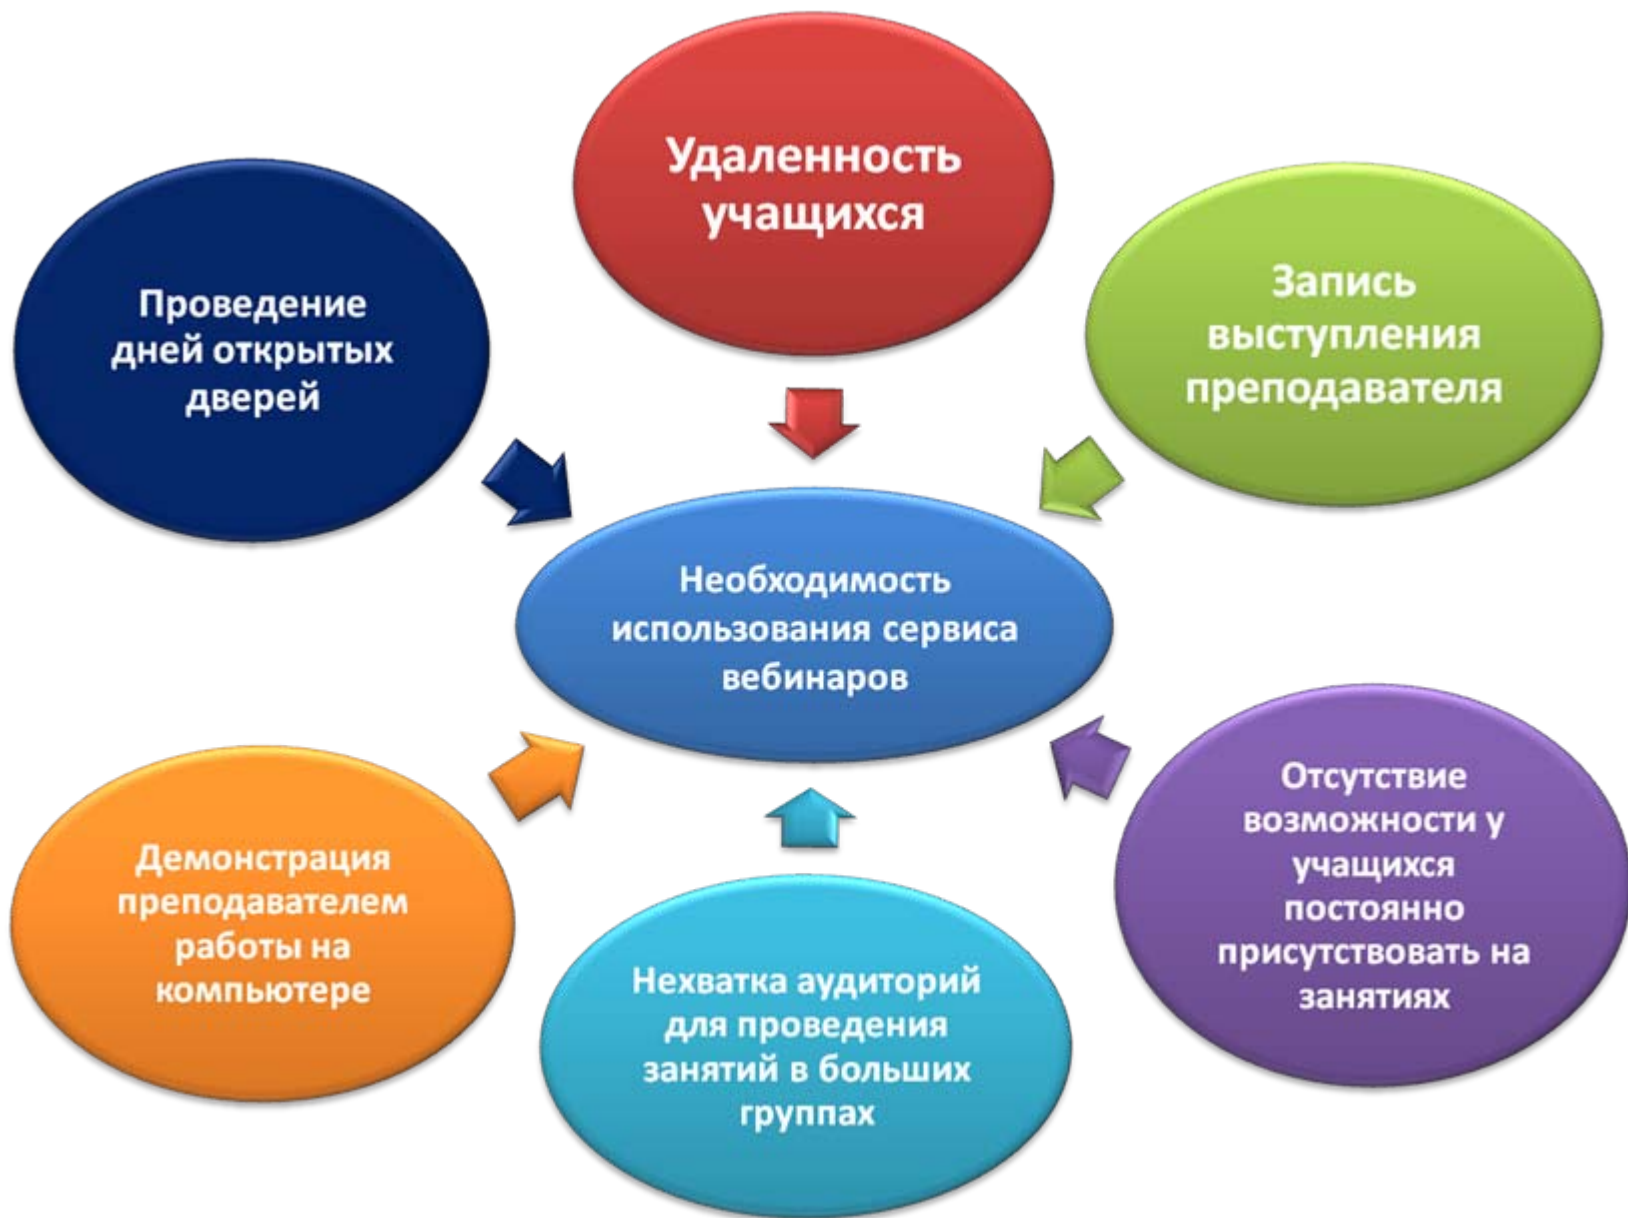 Удаленность
учащихся
Проведение
дней открытых
дверей
Запись
выступления
преподавателя
Необходимость
использования сервиса
вебинаров
Демонстрация
преподавателем
работы на
компьютере
Нехватка аудиторий
для проведения
занятий в больших
группах
Отсутствие
возможности у
учащихся
постоянно
присутствовать на
занятиях